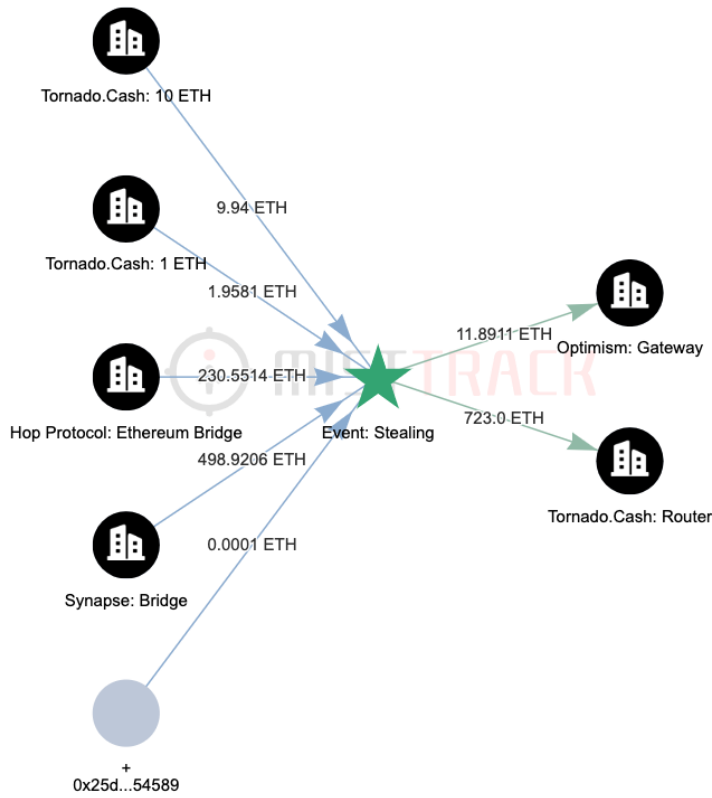 Tornado.Cash: 10 ETH
9.94 ETH
Tornado.Cash: 1 ETH
1.9581 ETH
11.8911 ETH
Optimism: Gateway
MISTTRACK
230.5514 ETH
Hop Protocol: Ethereum Bridge
Event: Stealing
723.0 ETH
498.9206 ETH
Tornado.Cash: Router
0.0001 ETH
Synapse: Bridge
+
0x25d...54589